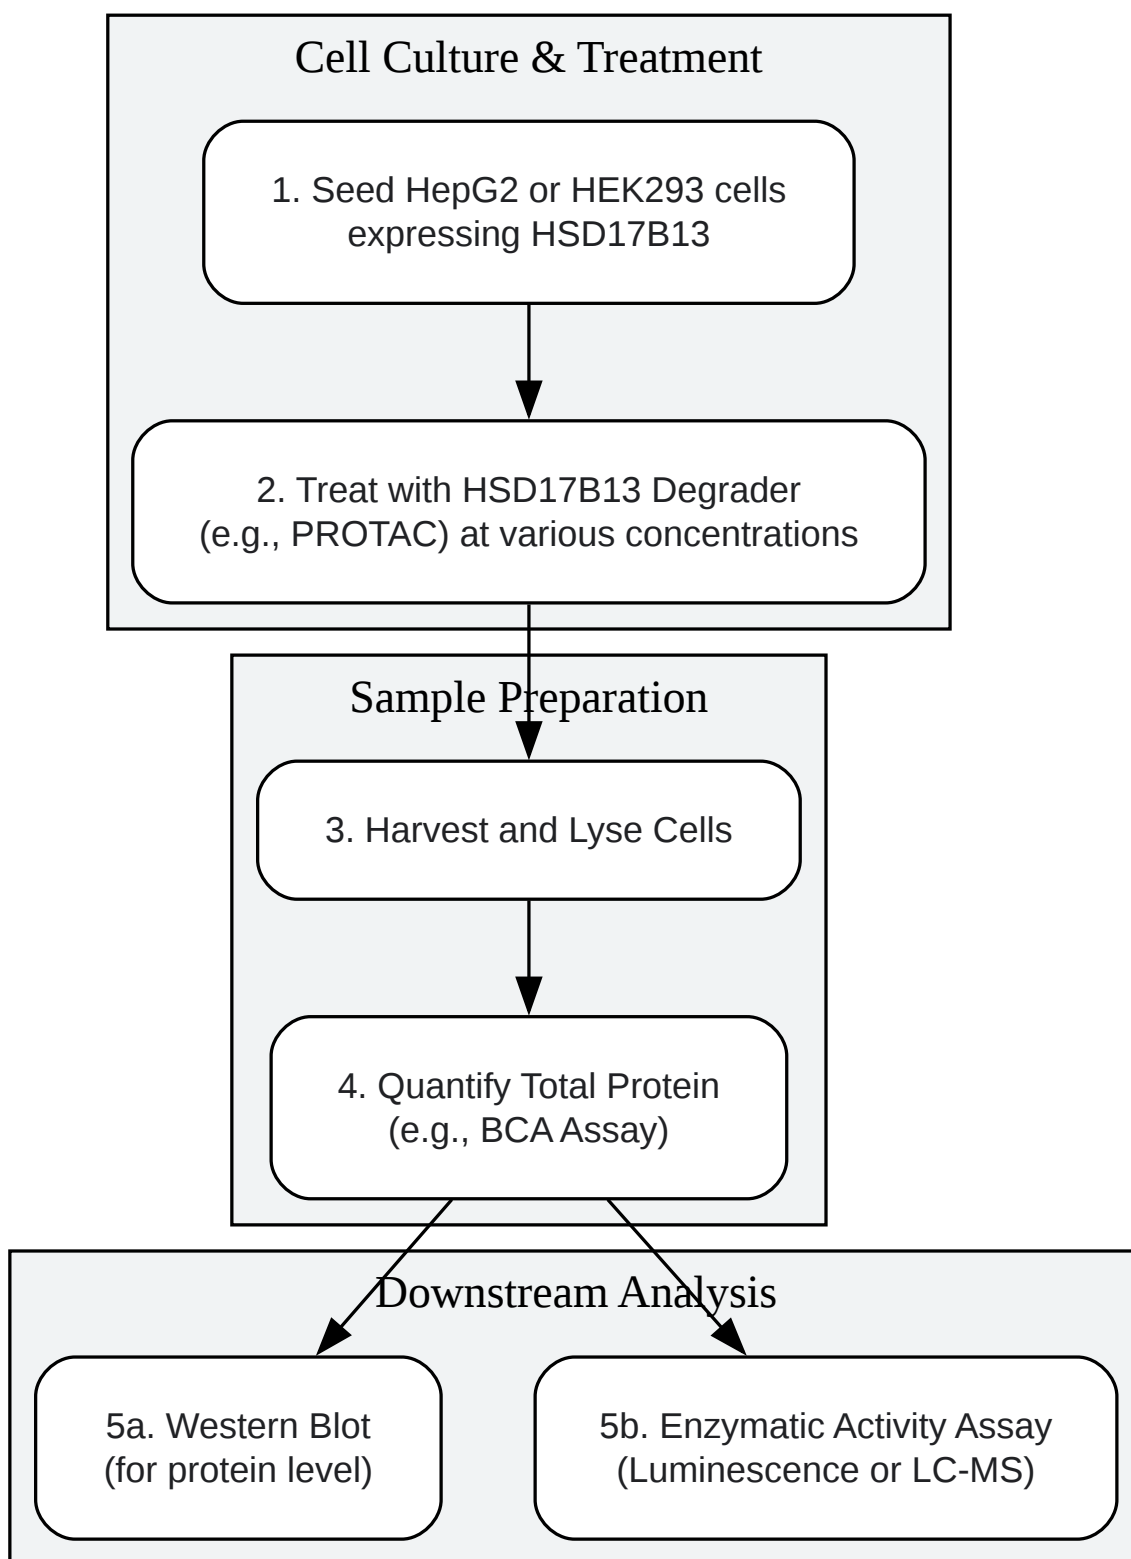 Cell Culture & Treatment
1. Seed HepG2 or HEK293 cells
expressing HSD17B13
2. Treat with HSD17B13 Degrader
(e.g., PROTAC) at various concentrations
Sample Preparation
3. Harvest and Lyse Cells
4. Quantify Total Protein
(e.g., BCA Assay)
Downstream Analysis
5a. Western Blot
(for protein level)
5b. Enzymatic Activity Assay
(Luminescence or LC-MS)